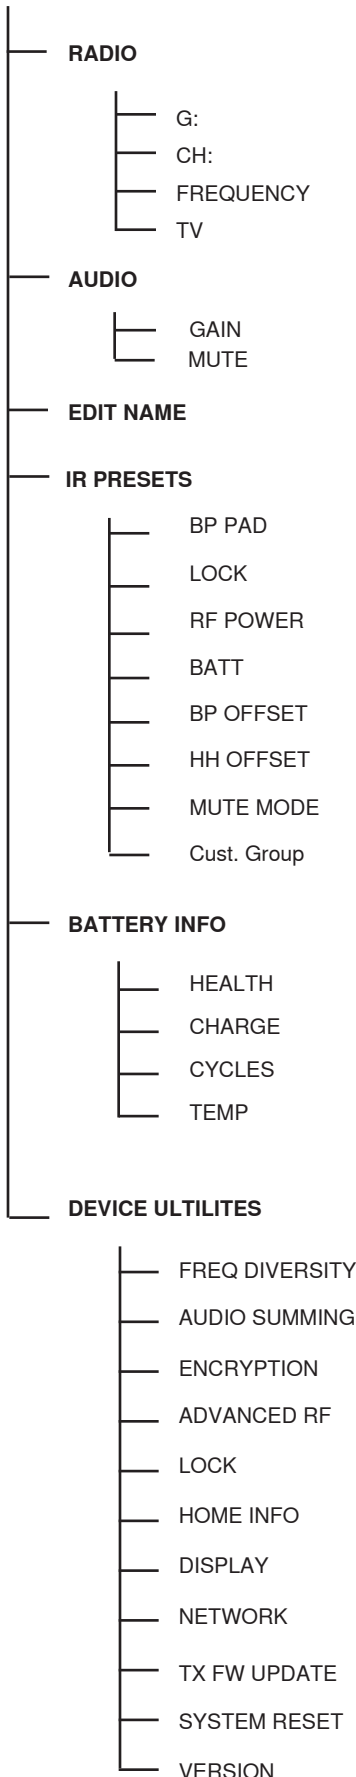 RADIO
G:
CH:
FREQUENCY
TV
AUDIO
GAIN
MUTE
EDIT NAME
IR PRESETS
BP PAD
LOCK
RF POWER
BATT
BP OFFSET
HH OFFSET
MUTE MODE
Cust. Group
BATTERY INFO
HEALTH
CHARGE
CYCLES
TEMP
DEVICE ULTILITES
FREQ DIVERSITY
AUDIO SUMMING
ENCRYPTION
ADVANCED RF
LOCK
HOME INFO
DISPLAY
NETWORK
TX FW UPDATE
SYSTEM RESET
VERSION